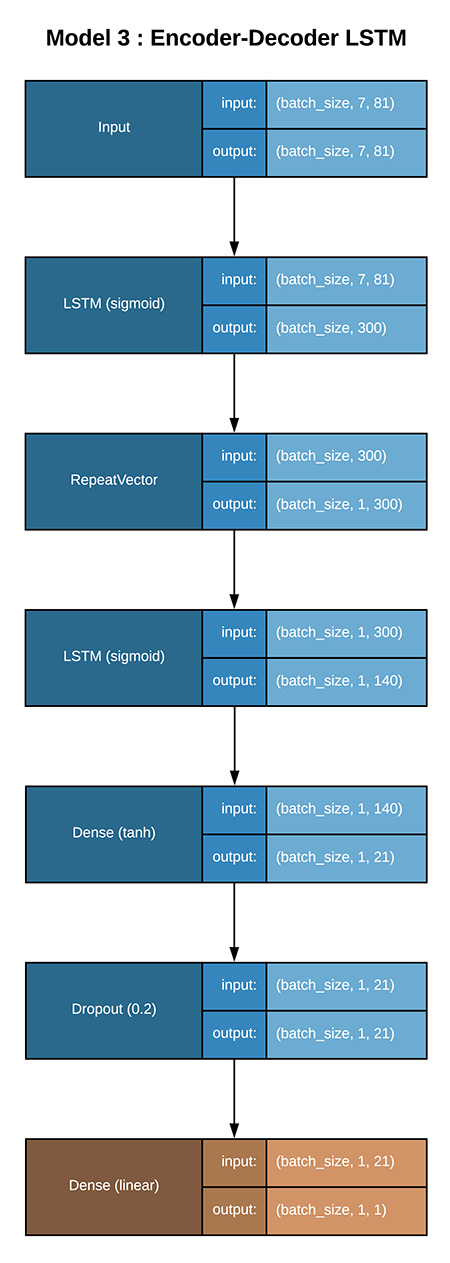 Model 3 : Encoder-Decoder LSTM
Input
input: (batch_size, 7, 81)
output: (batch_size, 7, 81)
LSTM (sigmoid)
input: (batch_size, 7, 81)
output: (batch_size, 300)
RepeatVector
input: (batch_size, 300)
output: (batch_size, 1, 300)
LSTM (sigmoid)
input: (batch_size, 1, 300)
output: (batch_size, 1, 140)
Dense (tanh)
input: (batch_size, 1, 140)
output: (batch_size, 1, 21)
Dropout (0.2)
input: (batch_size, 1, 21)
output: (batch_size, 1, 21)
Dense (linear)
input: (batch_size, 1, 21)
output: (batch_size, 1, 1)